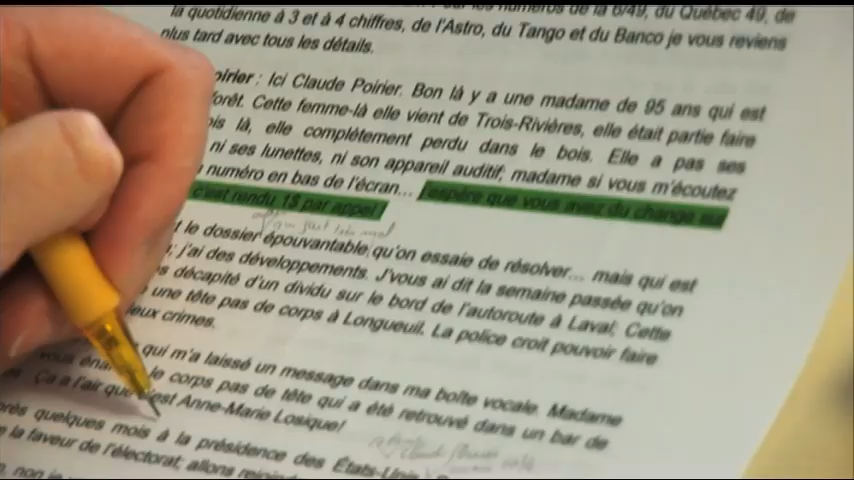 numéros de la 6/49, du Québec 49, de
la quotidienne à 3 et à 4 chiffres, de l'Astro, du Tango et du Banco je vous reviens
plus tard avec tous les détails.
oirier : Ici Claude Poirier. Bon là y a une madame de 95 ans qui est
forêt. Cette femme-là elle vient de Trois-Rivières, elle était partie faire
là, elle complètement perdu dans le bois. Elle a pas ses
ni ses lunettes, ni son appareil auditif, madame si vous m'écoutez
numéro en bas de l'écran... J'espère que vous avez du change sur
c'est rendu 1$ par appel!
le dossier épouvantable qu'on essaie de résolver... mais qui est
j'ai des développements. J'vous ai dit la semaine passée qu'on
décapité d'un dividu sur le bord de l'autoroute à Laval. Cette
une tête pas de corps à Longueuil. La police croit pouvoir faire
eux crimes.
qui m'a laissé un message dans ma boîte vocale. Madame
le corps pas de tête qui a été retrouvé dans un bar de
Ça a l'air que c'est Anne-Marie Losique!
près quelques mois à la présidence des États-Unis
la faveur de l'électorat, allons
non je